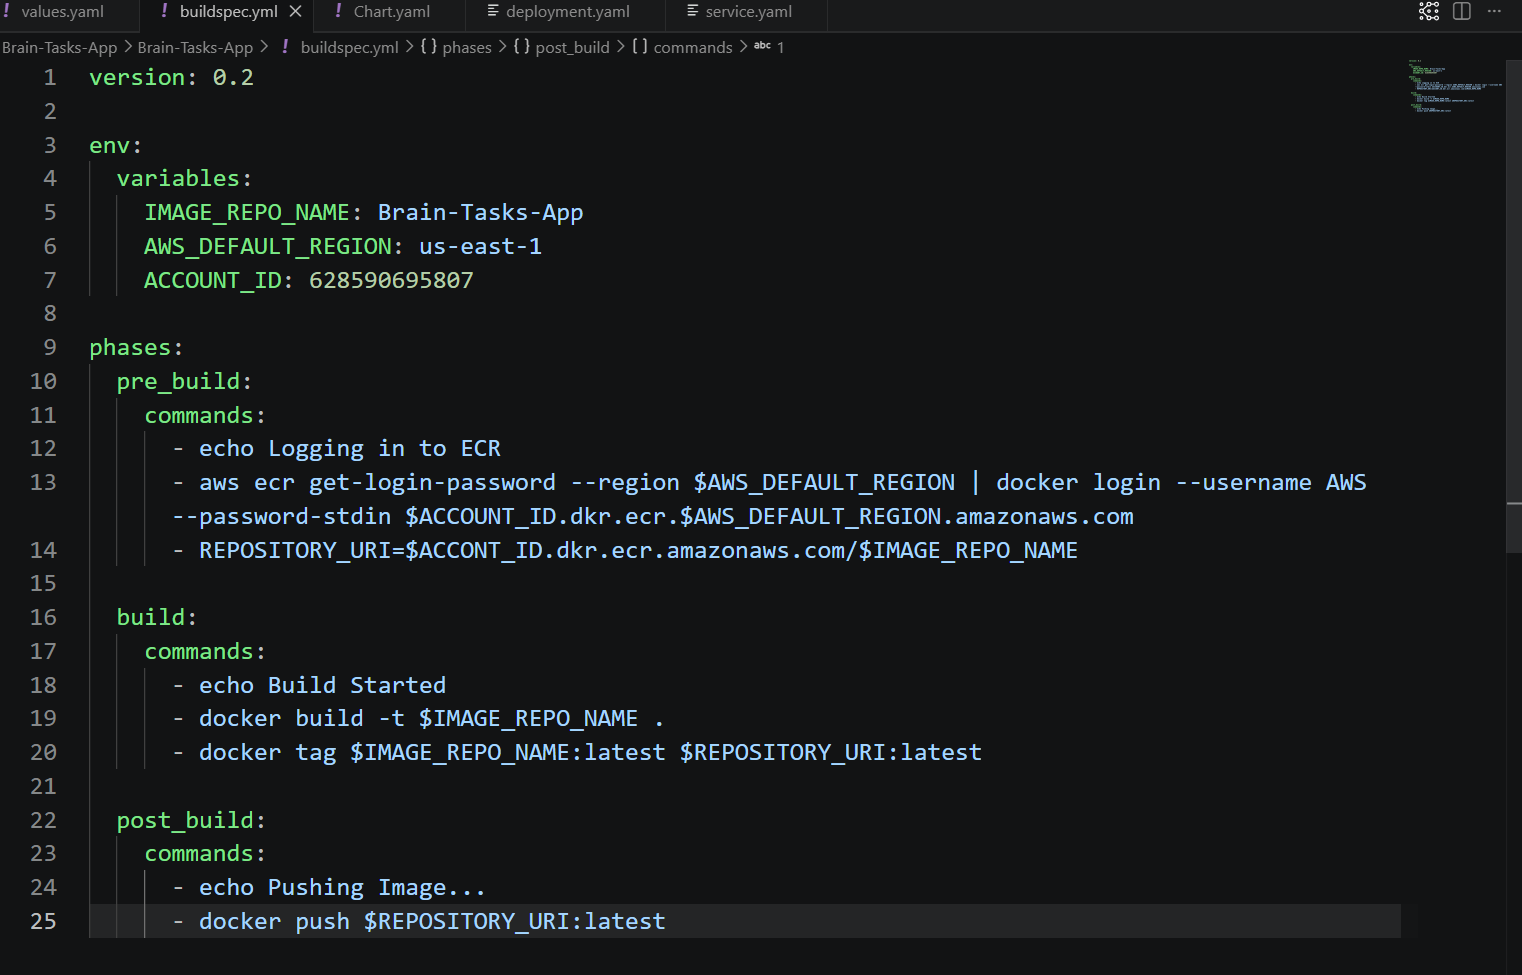 values.yaml buildspec.yml Chart.yaml deployment.yaml service.yaml
Brain-Tasks-App > Brain-Tasks-App > ! buildspec.yml > { } phases > { } post_build > [ ] commands > abc 1
1 version: 0.2
2
3 env:
4 variables:
5 IMAGE_REPO_NAME: Brain-Tasks-App
6 AWS_DEFAULT_REGION: us-east-1
7 ACCOUNT_ID: 628590695807
8
9 phases:
10 pre_build:
11 commands:
12 - echo Logging in to ECR
13 - aws ecr get-login-password --region $AWS_DEFAULT_REGION | docker login --username AWS
--password-stdin $ACCOUNT_ID.dkr.ecr.$AWS_DEFAULT_REGION.amazonaws.com
14 - REPOSITORY_URI=$ACCONT_ID.dkr.ecr.amazonaws.com/$IMAGE_REPO_NAME
15
16 build:
17 commands:
18 - echo Build Started
19 - docker build -t $IMAGE_REPO_NAME .
20 - docker tag $IMAGE_REPO_NAME:latest $REPOSITORY_URI:latest
21
22 post_build:
23 commands:
24 - echo Pushing Image...
25 - docker push $REPOSITORY_URI:latest